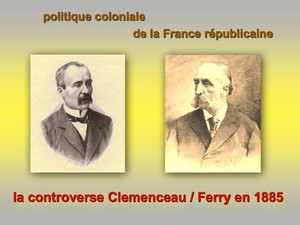 politique coloniale
de la France républicaine
la controverse Clemenceau / Ferry en 1885